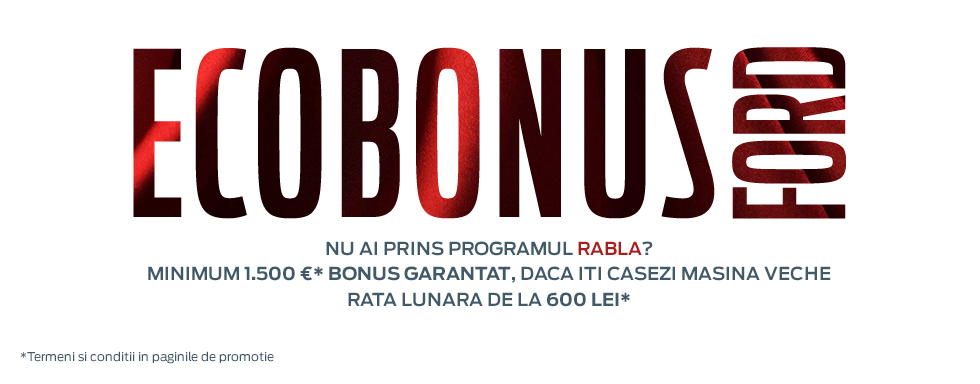 ECOBONUS FORD
NU AI PRINS PROGRAMUL RABLA?
MINIMUM 1.500 €* BONUS GARANTAT, DACA ITI CASEZI MASINA VECHE
RATA LUNARA DE LA 600 LEI*
*Termeni si conditii in paginile de promotie